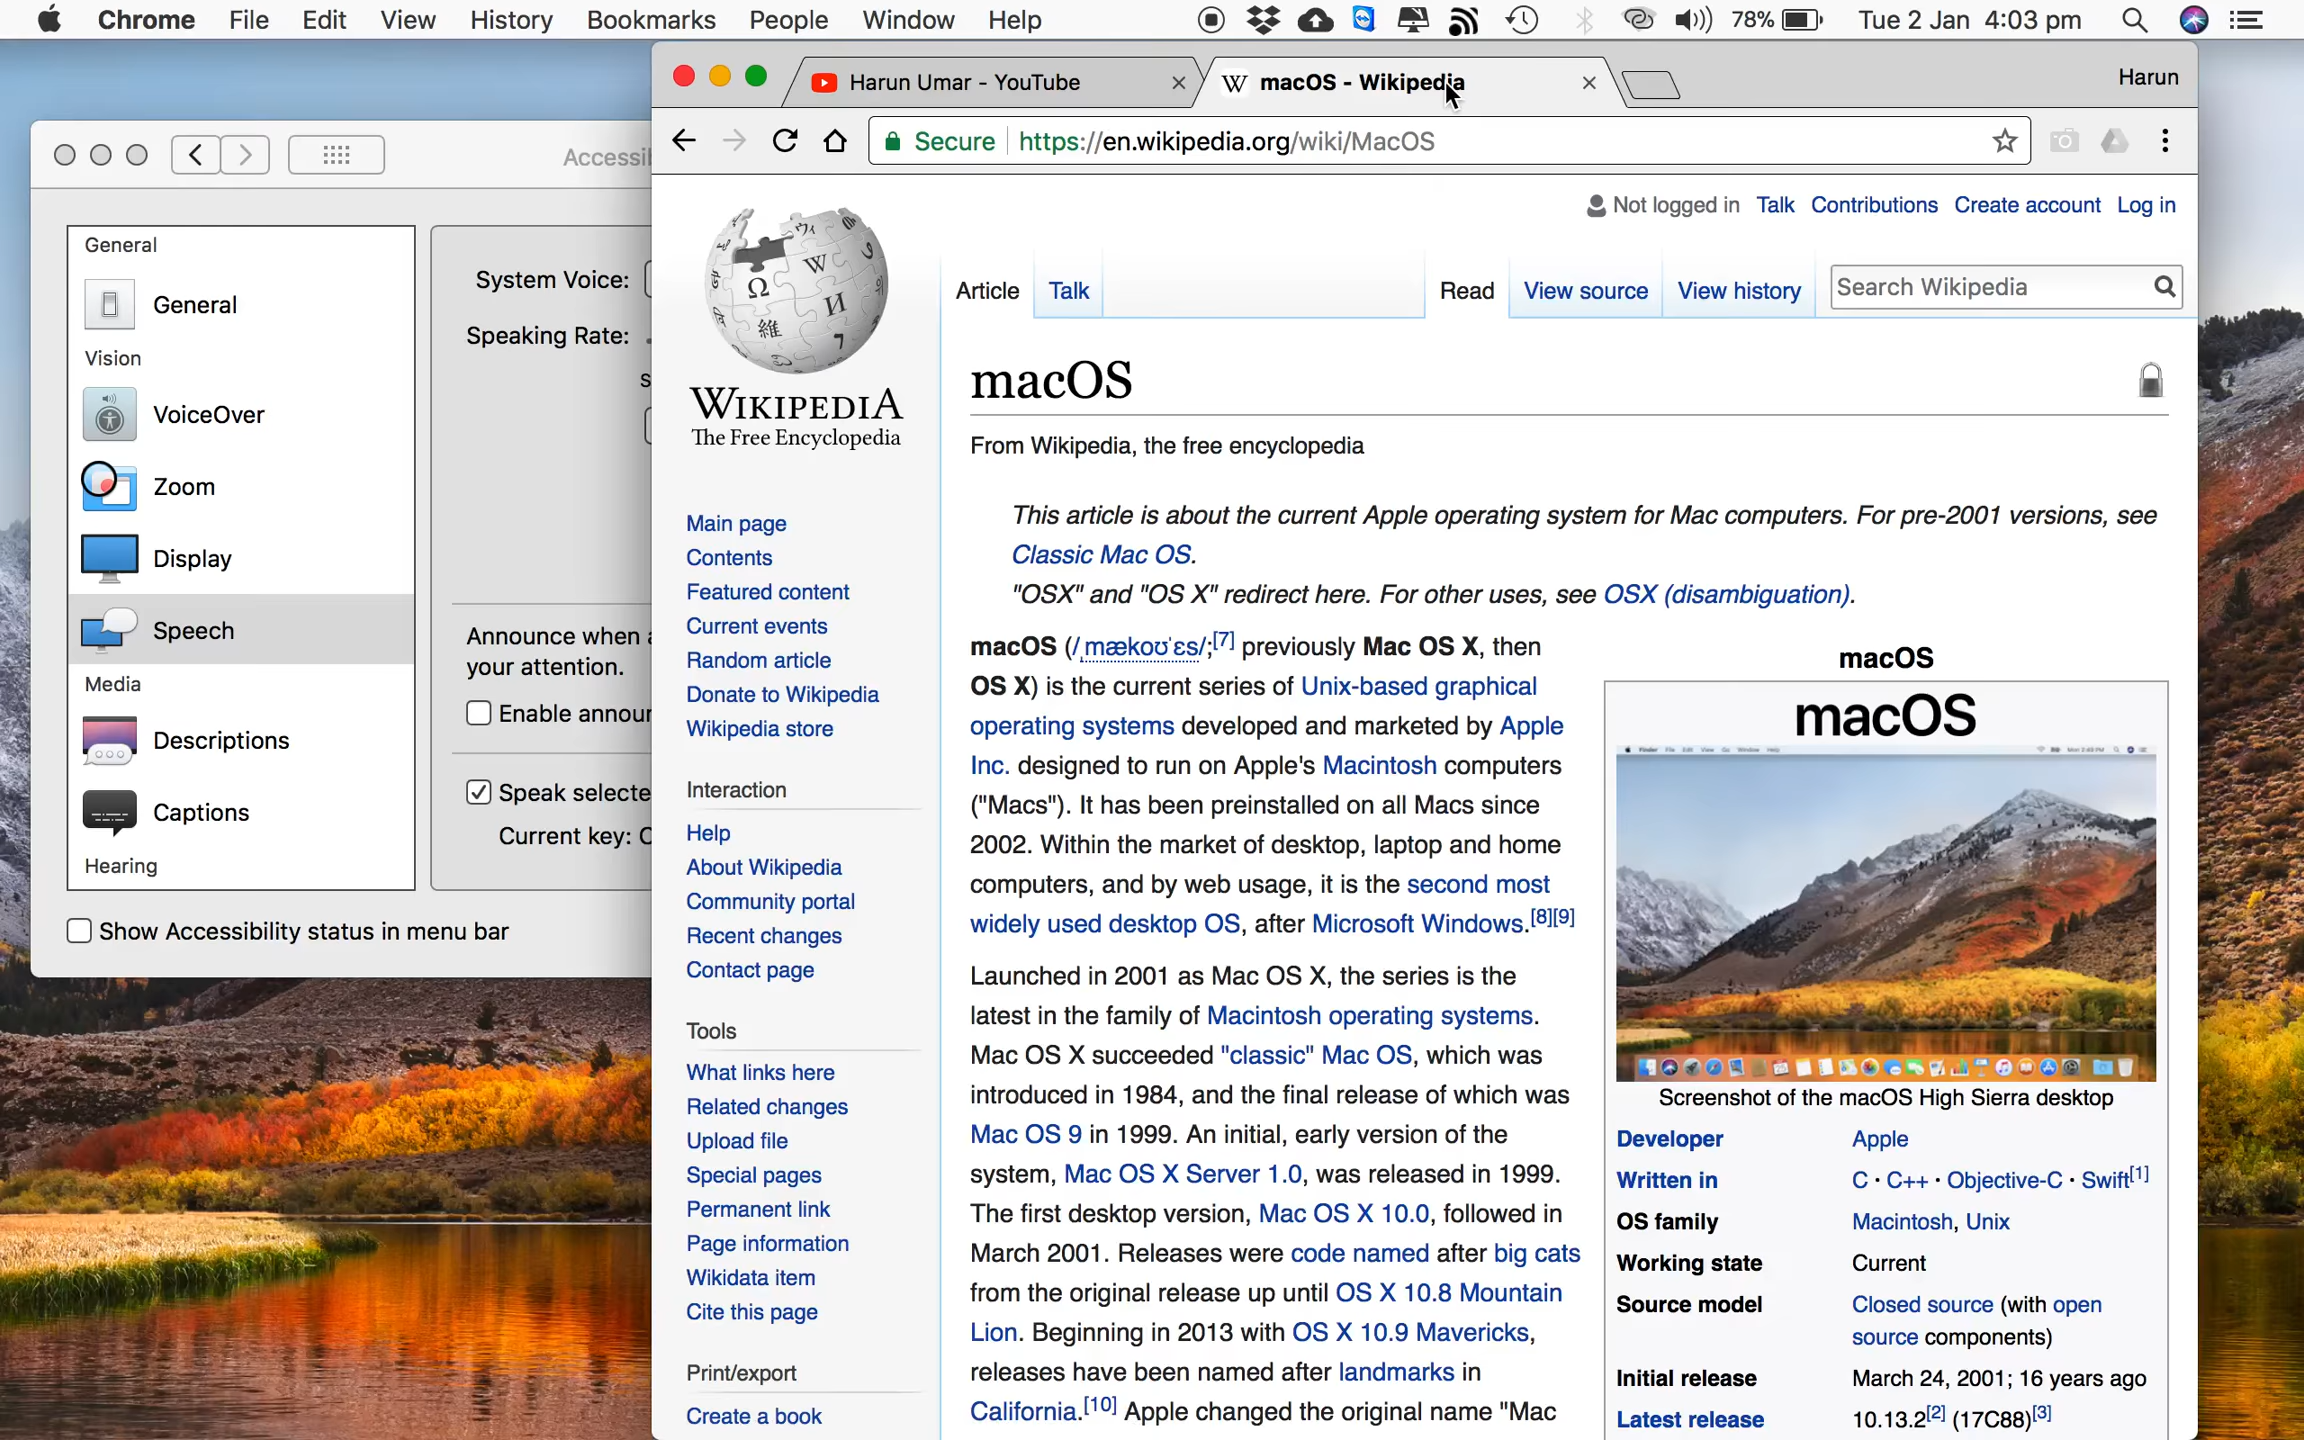 Chrome File Edit View History Bookmarks People Window Help 78% Tue 2 Jan 4:03 pm
Harun Umar - YouTube
macOS - Wikipedia
Harun
Secure https://en.wikipedia.org/wiki/MacOS
Accessi
General
General
Vision
VoiceOver
Zoom
Display
Speech
Media
Descriptions
Captions
Hearing
Show Accessibility status in menu bar
System Voice:
Speaking Rate:
s
Announce when a
your attention.
Enable annour
Speak selecte
Current key: C
WIKIPEDIA
The Free Encyclopedia
Main page
Contents
Featured content
Current events
Random article
Donate to Wikipedia
Wikipedia store
Interaction
Help
About Wikipedia
Community portal
Recent changes
Contact page
Tools
What links here
Related changes
Upload file
Special pages
Permanent link
Page information
Wikidata item
Cite this page
Print/export
Create a book
Not logged in Talk Contributions Create account Log in
Article Talk Read View source View history Search Wikipedia
macOS
From Wikipedia, the free encyclopedia
This article is about the current Apple operating system for Mac computers. For pre-2001 versions, see
Classic Mac OS.
"OSX" and "OS X" redirect here. For other uses, see OSX (disambiguation).
macOS (/ˌmækoʊˈɛs/;[7] previously Mac OS X, then
OS X) is the current series of Unix-based graphical
operating systems developed and marketed by Apple
Inc. designed to run on Apple's Macintosh computers
("Macs"). It has been preinstalled on all Macs since
2002. Within the market of desktop, laptop and home
computers, and by web usage, it is the second most
widely used desktop OS, after Microsoft Windows.[8][9]
Launched in 2001 as Mac OS X, the series is the
latest in the family of Macintosh operating systems.
Mac OS X succeeded "classic" Mac OS, which was
introduced in 1984, and the final release of which was
Mac OS 9 in 1999. An initial, early version of the
system, Mac OS X Server 1.0, was released in 1999.
The first desktop version, Mac OS X 10.0, followed in
March 2001. Releases were code named after big cats
from the original release up until OS X 10.8 Mountain
Lion. Beginning in 2013 with OS X 10.9 Mavericks,
releases have been named after landmarks in
California.[10] Apple changed the original name "Mac
macOS
macOS
Screenshot of the macOS High Sierra desktop
Developer Apple
Written in C · C++ · Objective-C · Swift[1]
OS family Macintosh, Unix
Working state Current
Source model Closed source (with open
source components)
Initial release March 24, 2001; 16 years ago
Latest release 10.13.2[2] (17C88)[3]